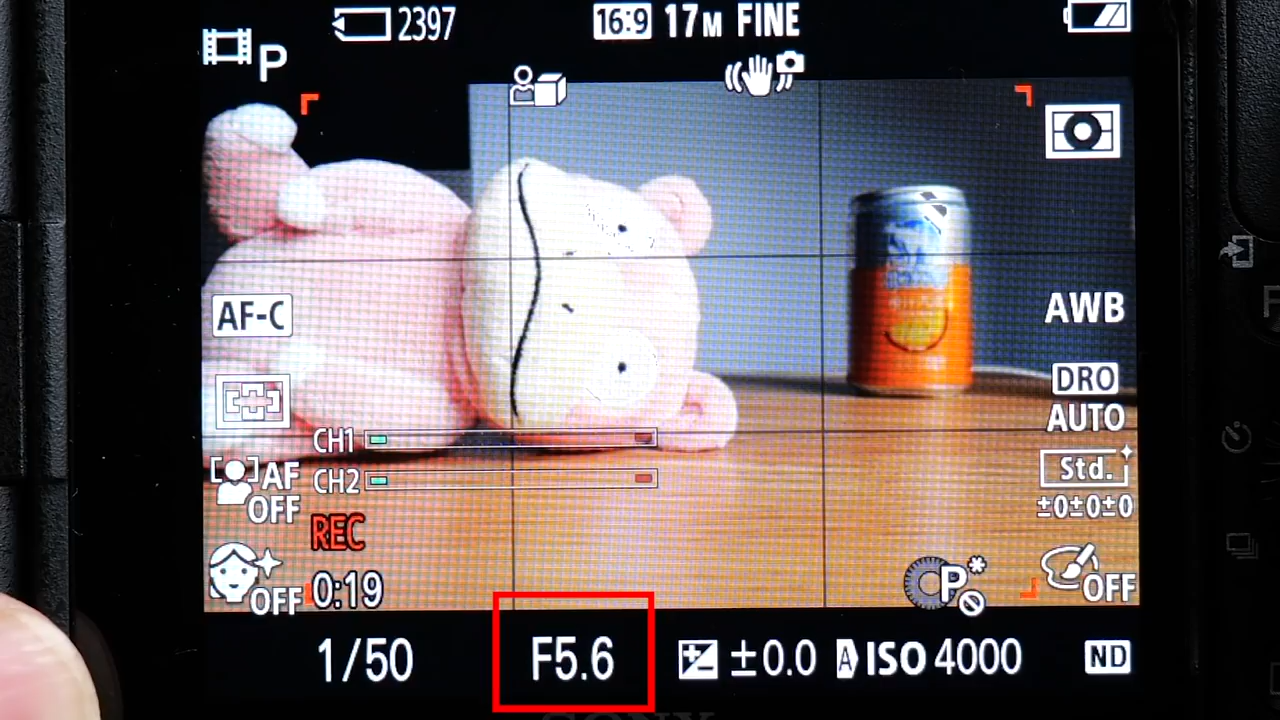 2397
16:9 17M FINE
P
AF-C
AWB
DRO
AUTO
CH1
CH2
AF
OFF
Std.
±0±0±0
REC
0:19
OFF
P
OFF
1/50
F5.6
±0.0
A ISO 4000
ND
SONY